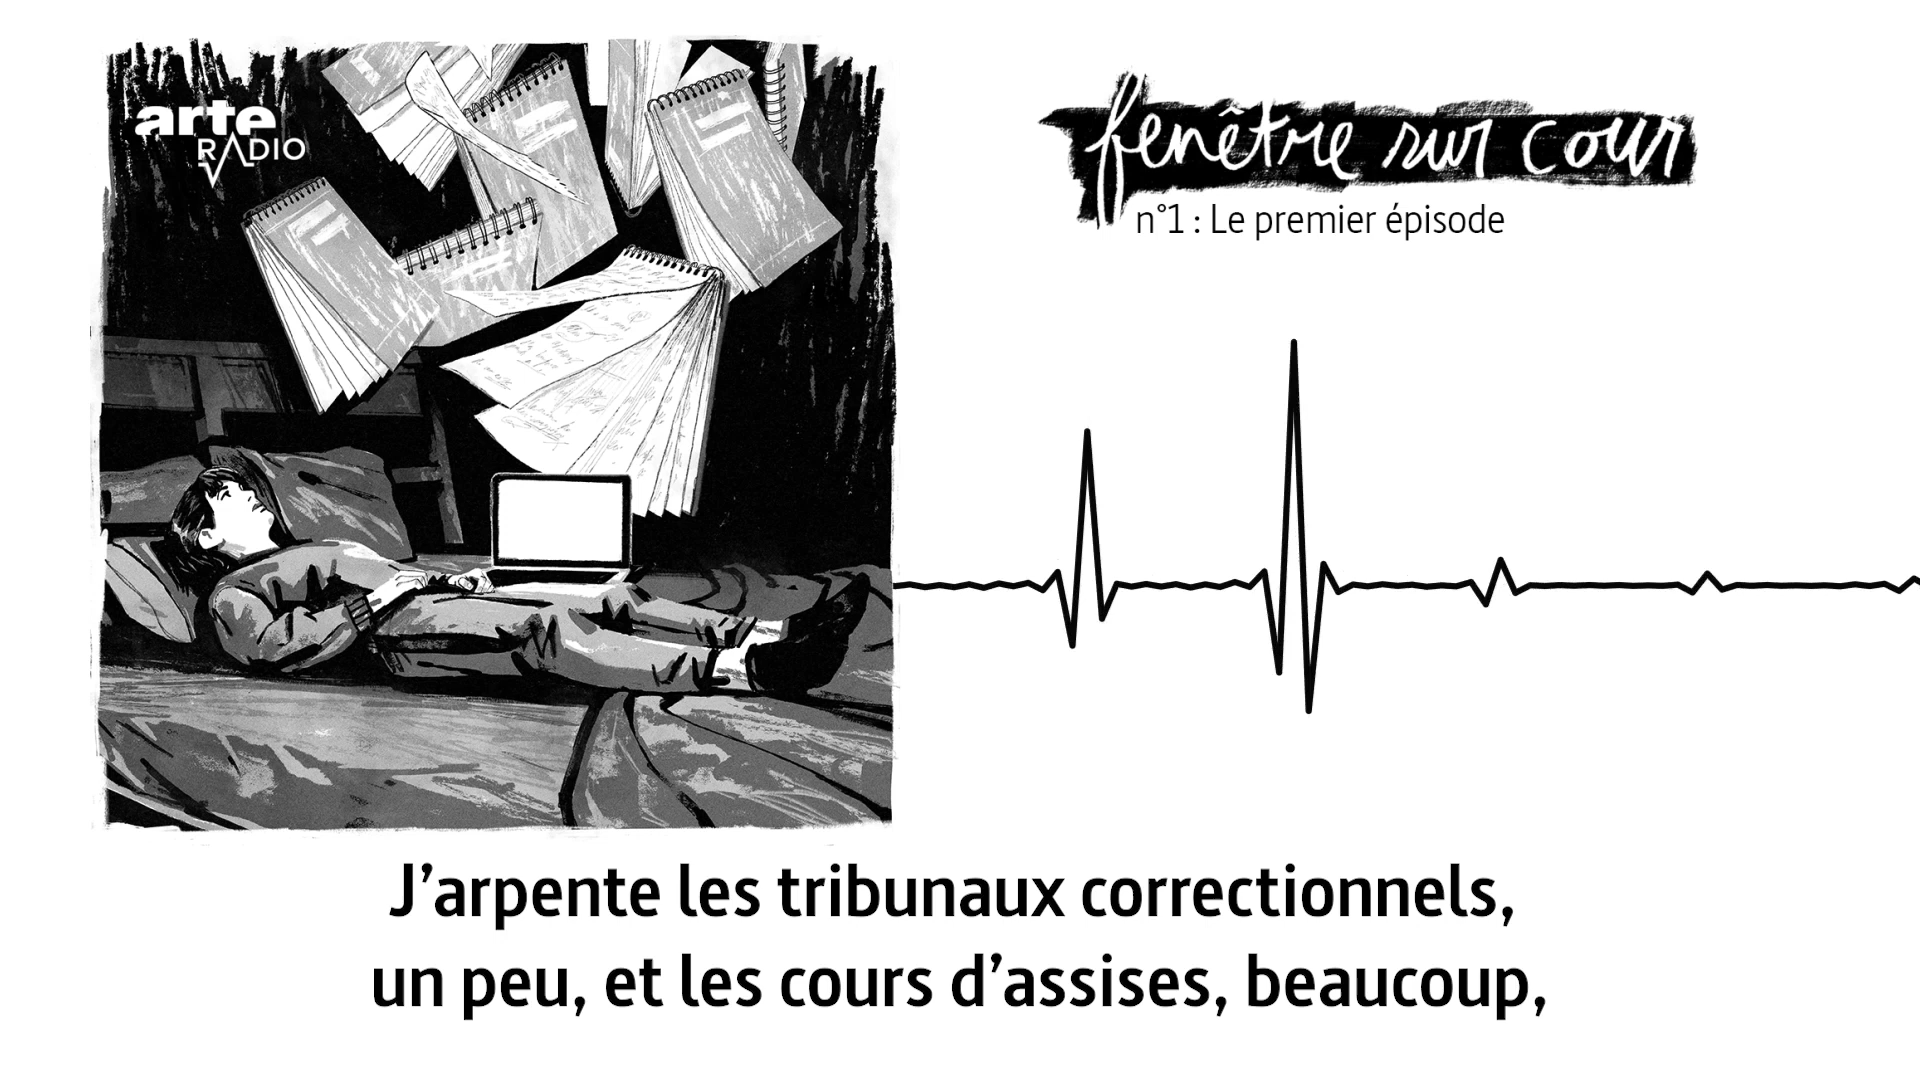 arte
RADIO
fenêtre sur cour
n°1 : Le premier épisode
J’arpente les tribunaux correctionnels,
un peu, et les cours d’assises, beaucoup,